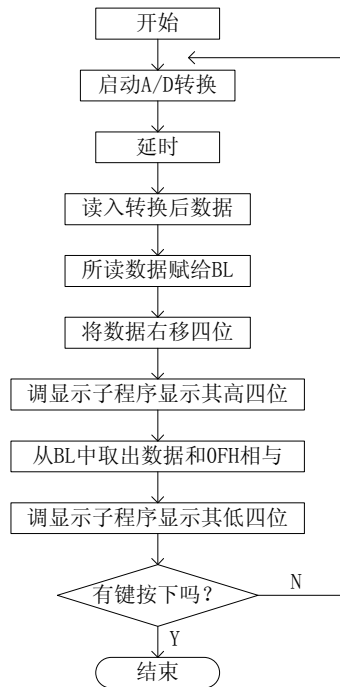 开始
启动A/D转换
延时
读入转换后数据
所读数据赋给BL
将数据右移四位
调显示子程序显示其高四位
从BL中取出数据和0FH相与
调显示子程序显示其低四位
有键按下吗?
N
Y
结束